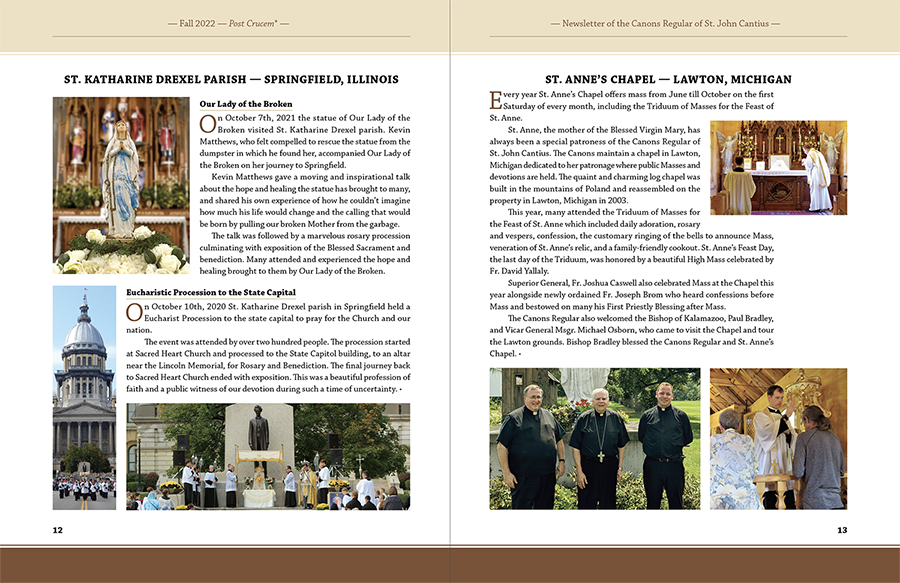 — Fall 2022 — Post Crucem* —
ST. KATHARINE DREXEL PARISH — SPRINGFIELD, ILLINOIS
Our Lady of the Broken
On October 7th, 2021 the statue of Our Lady of the
Broken visited St. Katharine Drexel parish. Kevin
Matthews, who felt compelled to rescue the statue from the
dumpster in which he found her, accompanied Our Lady of
the Broken on her journey to Springfield.
Kevin Matthews gave a moving and inspirational talk
about the hope and healing the statue has brought to many,
and shared his own experience of how he couldn't imagine
how much his life would change and the calling that would
be born by pulling our broken Mother from the garbage.
The talk was followed by a marvelous rosary procession
culminating with exposition of the Blessed Sacrament and
benediction. Many attended and experienced the hope and
healing brought to them by Our Lady of the Broken.
Eucharistic Procession to the State Capital
On October 10th, 2020 St. Katharine Drexel parish in Springfield held a
Eucharist Procession to the state capital to pray for the Church and our
nation.
The event was attended by over two hundred people. The procession started
at Sacred Heart Church and processed to the State Capitol building, to an altar
near the Lincoln Memorial, for Rosary and Benediction. The final journey back
to Sacred Heart Church ended with exposition. This was a beautiful profession of
faith and a public witness of our devotion during such a time of uncertainty. •
12
— Newsletter of the Canons Regular of St. John Cantius —
ST. ANNE'S CHAPEL — LAWTON, MICHIGAN
Every year St. Anne's Chapel offers mass from June till October on the first
Saturday of every month, including the Triduum of Masses for the Feast of
St. Anne.
St. Anne, the mother of the Blessed Virgin Mary, has
always been a special patroness of the Canons Regular of
St. John Cantius. The Canons maintain a chapel in Lawton,
Michigan dedicated to her patronage where public Masses and
devotions are held. The quaint and charming log chapel was
built in the mountains of Poland and reassembled on the
property in Lawton, Michigan in 2003.
This year, many attended the Triduum of Masses for
the Feast of St. Anne which included daily adoration, rosary
and vespers, confession, the customary ringing of the bells to announce Mass,
veneration of St. Anne's relic, and a family-friendly cookout. St. Anne's Feast Day,
the last day of the Triduum, was honored by a beautiful High Mass celebrated by
Fr. David Yallaly.
Superior General, Fr. Joshua Caswell also celebrated Mass at the Chapel this
year alongside newly ordained Fr. Joseph Brom who heard confessions before
Mass and bestowed on many his First Priestly Blessing after Mass.
The Canons Regular also welcomed the Bishop of Kalamazoo, Paul Bradley,
and Vicar General Msgr. Michael Osborn, who came to visit the Chapel and tour
the Lawton grounds. Bishop Bradley blessed the Canons Regular and St. Anne's
Chapel. •
13